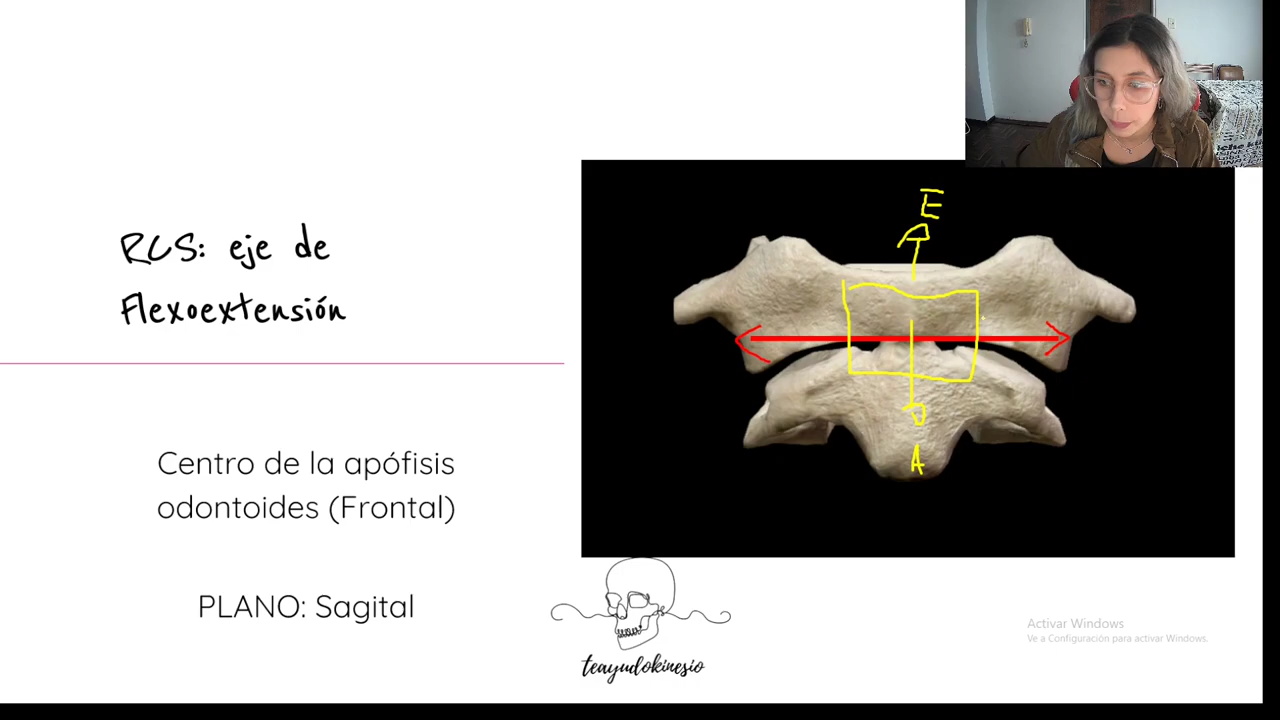 RCS: eje de
Flexoextensión
Centro de la apófisis
odontoides (Frontal)
PLANO: Sagital
E
A
teayudokinesio
Activar Windows
Ve a Configuración para activar Windows.